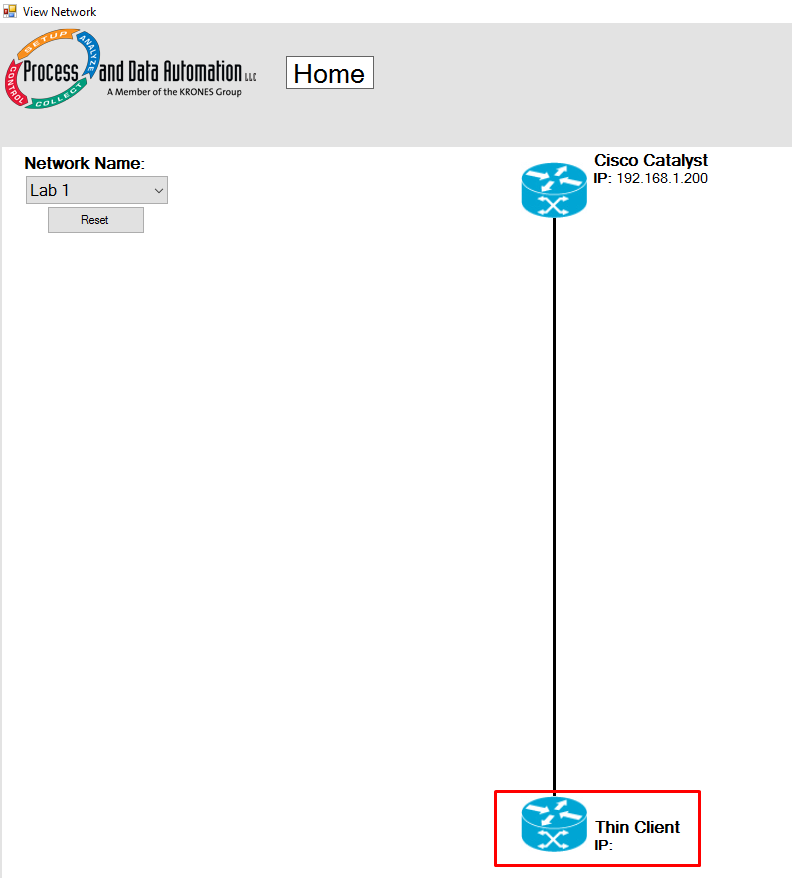 View Network
SETUP ANALYZE
CONTROL COLLECT
Process and Data Automation LLC
A Member of the KRONES Group
Home
Network Name:
Lab 1
Reset
Cisco Catalyst
IP: 192.168.1.200
Thin Client
IP: